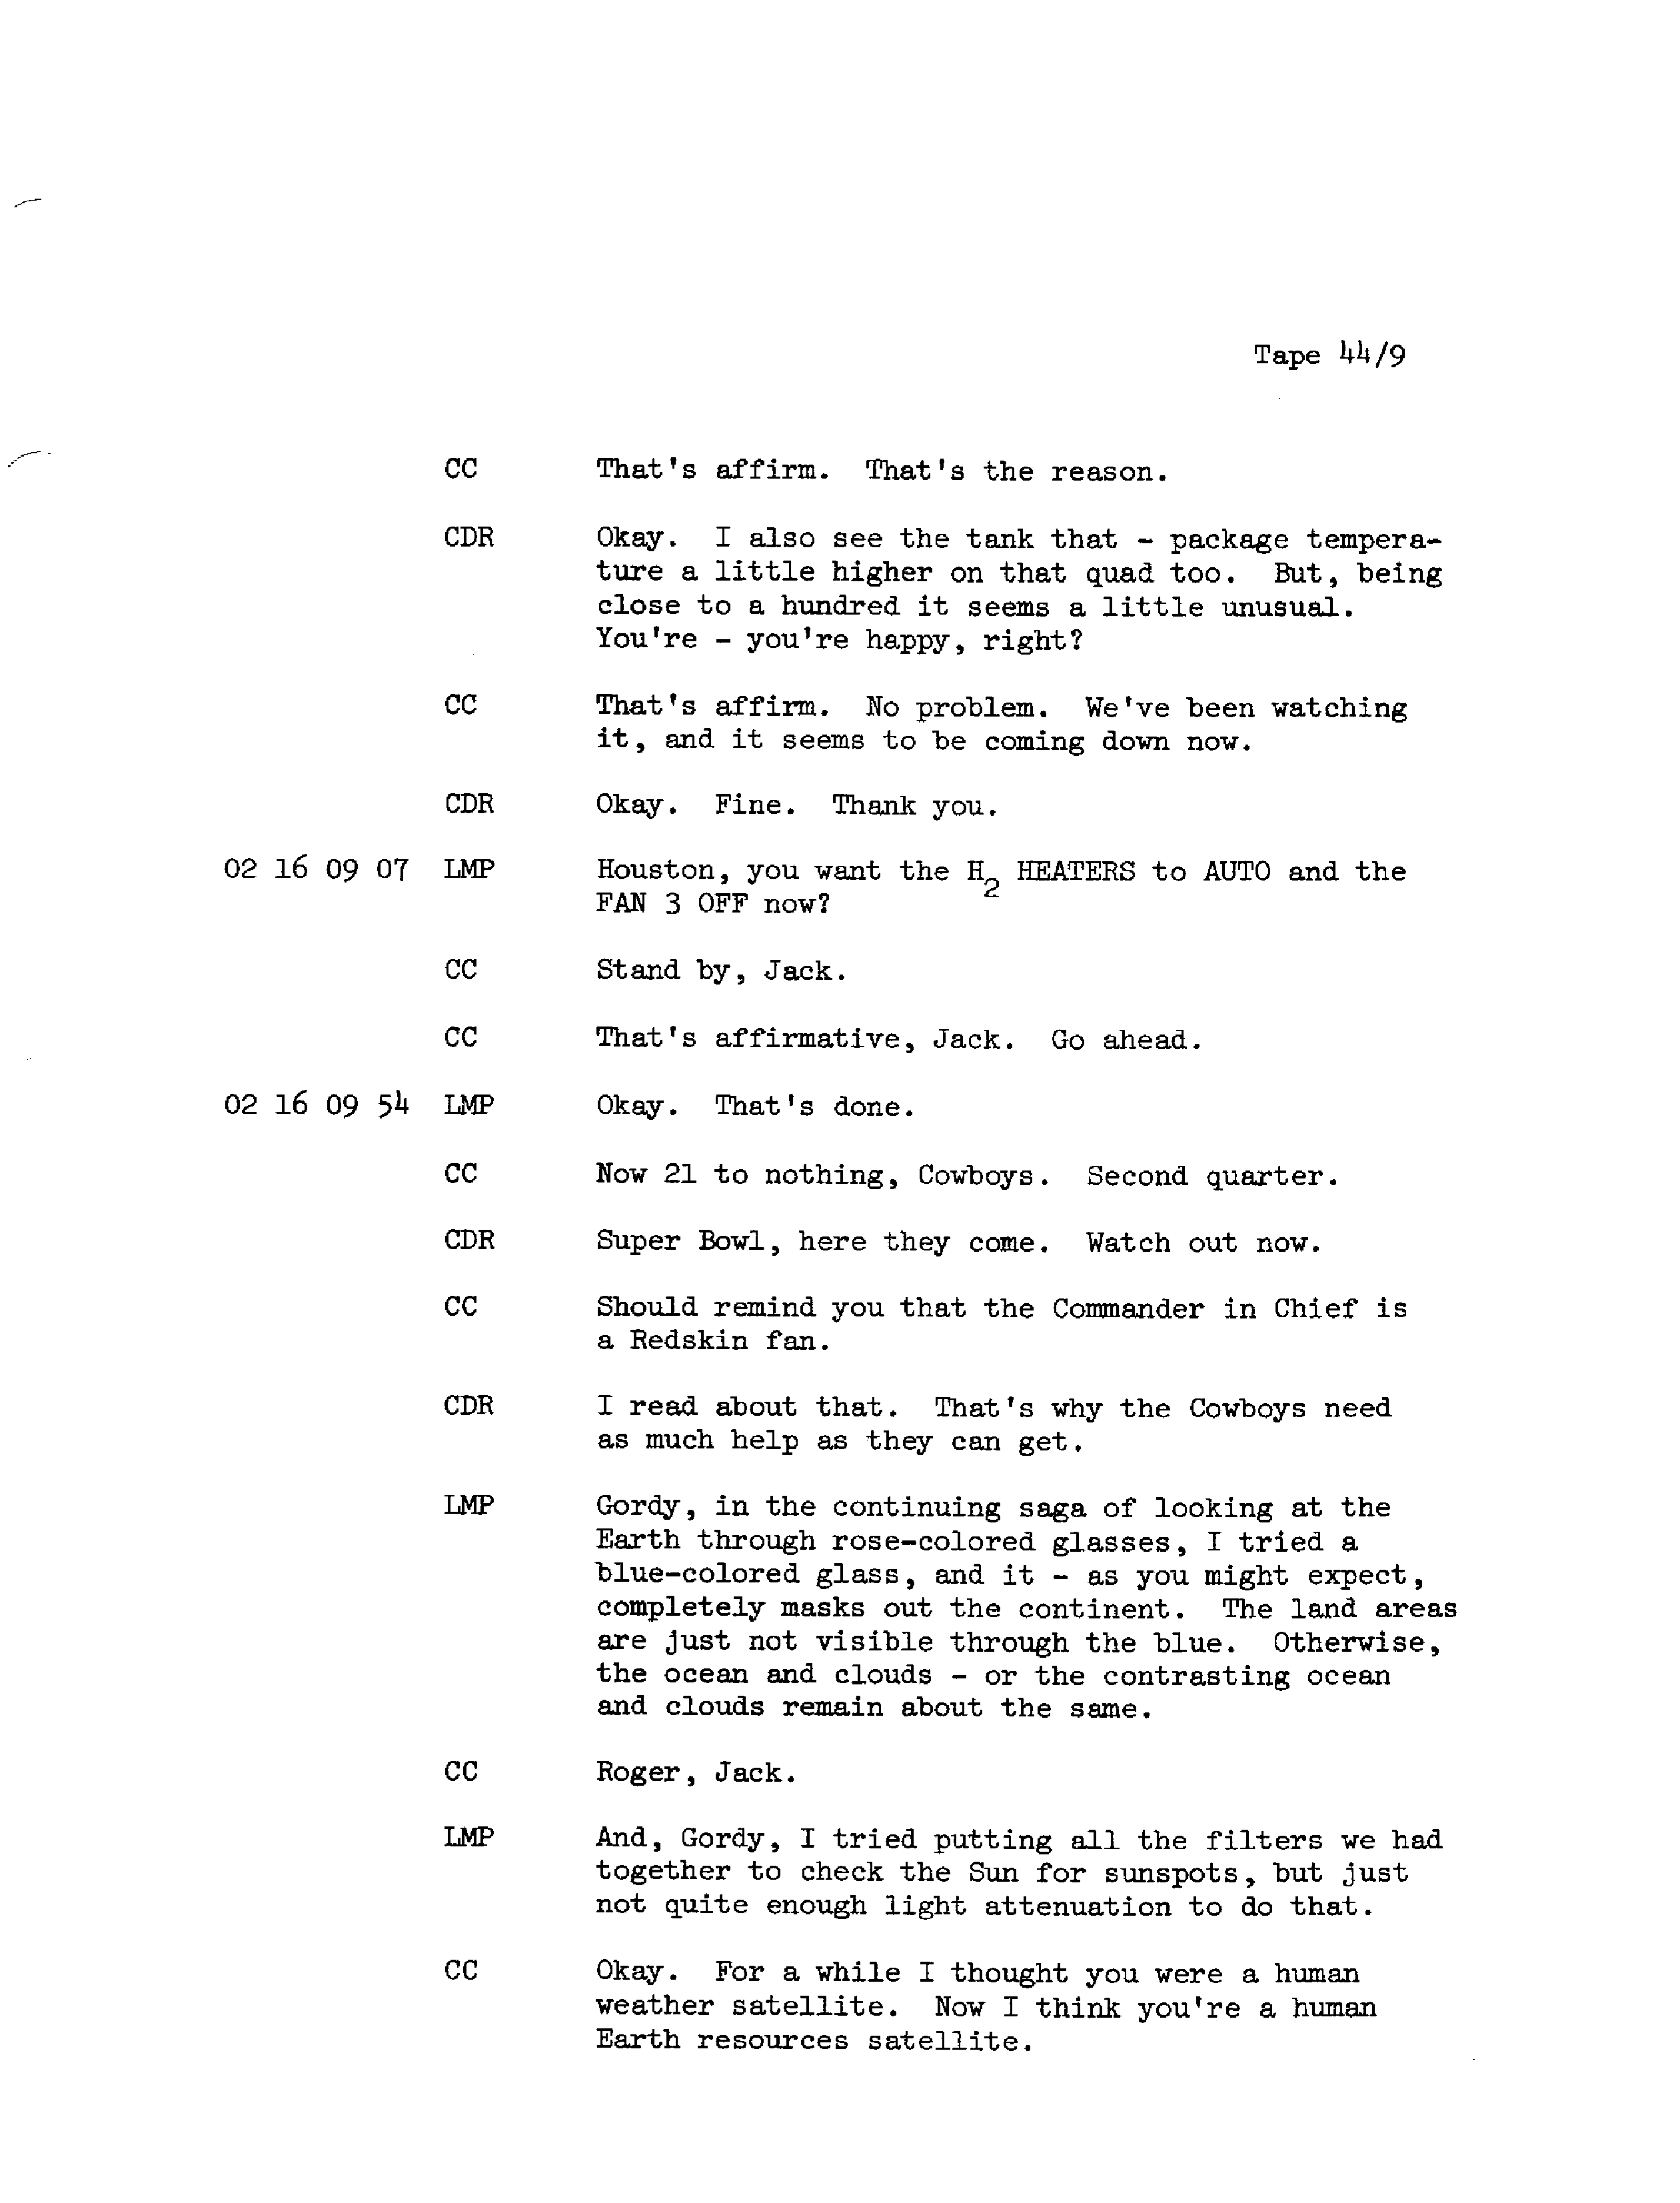 Tape 44/9
CC That's affirm. That's the reason.
CDR Okay. I also see the tank that - package tempera-
ture a little higher on that quad too. But, being
close to a hundred it seems a little unusual.
You're - you're happy, right?
CC That's affirm. No problem. We've been watching
it, and it seems to be coming down now.
CDR Okay. Fine. Thank you.
02 16 09 07 LMP Houston, you want the H2 HEATERS to AUTO and the
FAN 3 OFF now?
CC Stand by, Jack.
CC That's affirmative, Jack. Go ahead.
02 16 09 54 LMP Okay. That's done.
CC Now 21 to nothing, Cowboys. Second quarter.
CDR Super Bowl, here they come. Watch out now.
CC Should remind you that the Commander in Chief is
a Redskin fan.
CDR I read about that. That's why the Cowboys need
as much help as they can get.
LMP Gordy, in the continuing saga of looking at the
Earth through rose-colored glasses, I tried a
blue-colored glass, and it - as you might expect,
completely masks out the continent. The land areas
are just not visible through the blue. Otherwise,
the ocean and clouds - or the contrasting ocean
and clouds remain about the same.
CC Roger, Jack.
LMP And, Gordy, I tried putting all the filters we had
together to check the Sun for sunspots, but just
not quite enough light attenuation to do that.
CC Okay. For a while I thought you were a human
weather satellite. Now I think you're a human
Earth resources satellite.